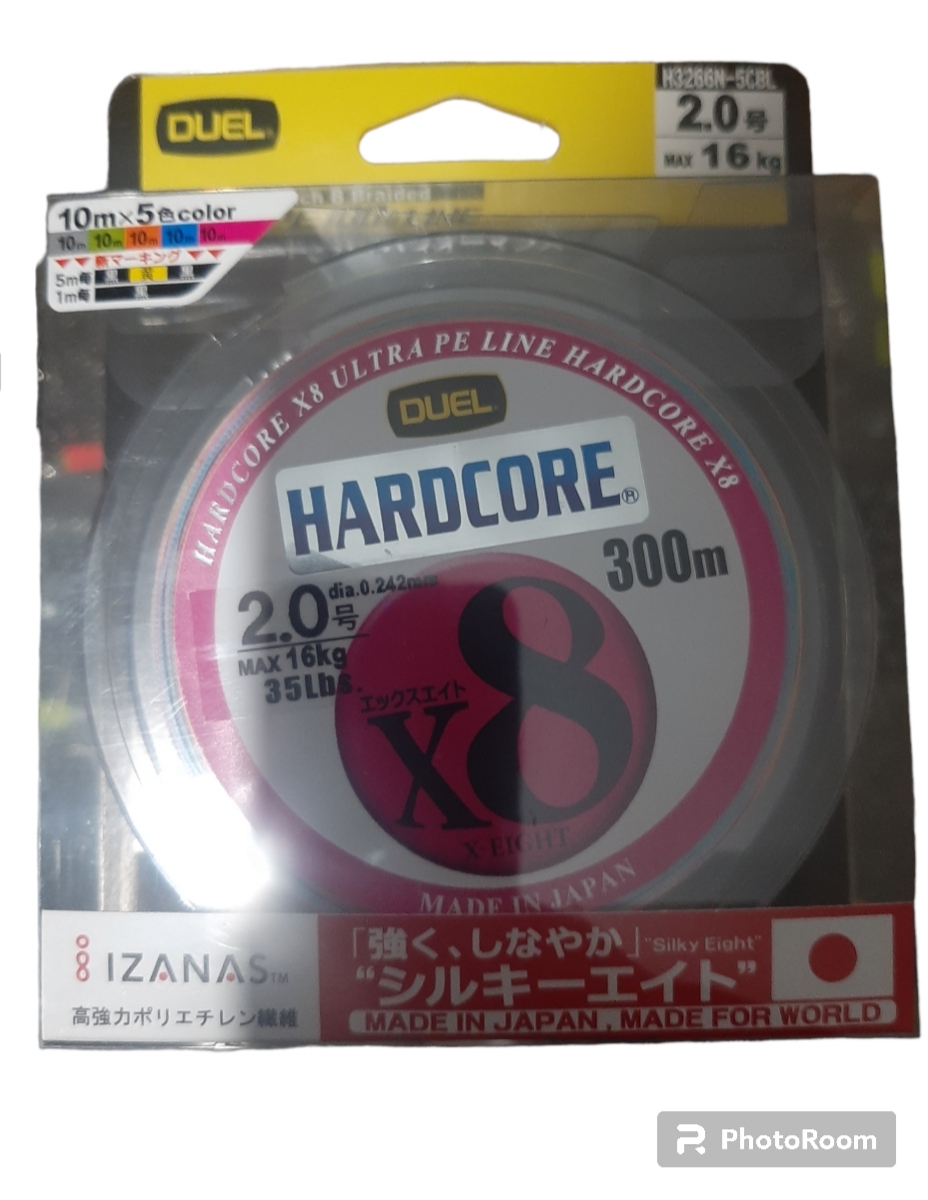 DUEL®
H3266N-5CBL
2.0号
MAX 16kg
10m×5色color
10m 10m 10m 10m 10m
新マーキング
5m毎 黒 黄 黒
1m毎 黒
HARDCORE X8 ULTRA PE LINE HARDCORE X8
DUEL®
HARDCORE®
300m
2.0号 dia.0.242mm
MAX 16kg
35Lbs.
エックスエイト
X8
X-EIGHT
MADE IN JAPAN
IZANAS™
高強力ポリエチレン繊維
「強く、しなやか」"Silky Eight"
“シルキーエイト”
MADE IN JAPAN , MADE FOR WORLD
PhotoRoom